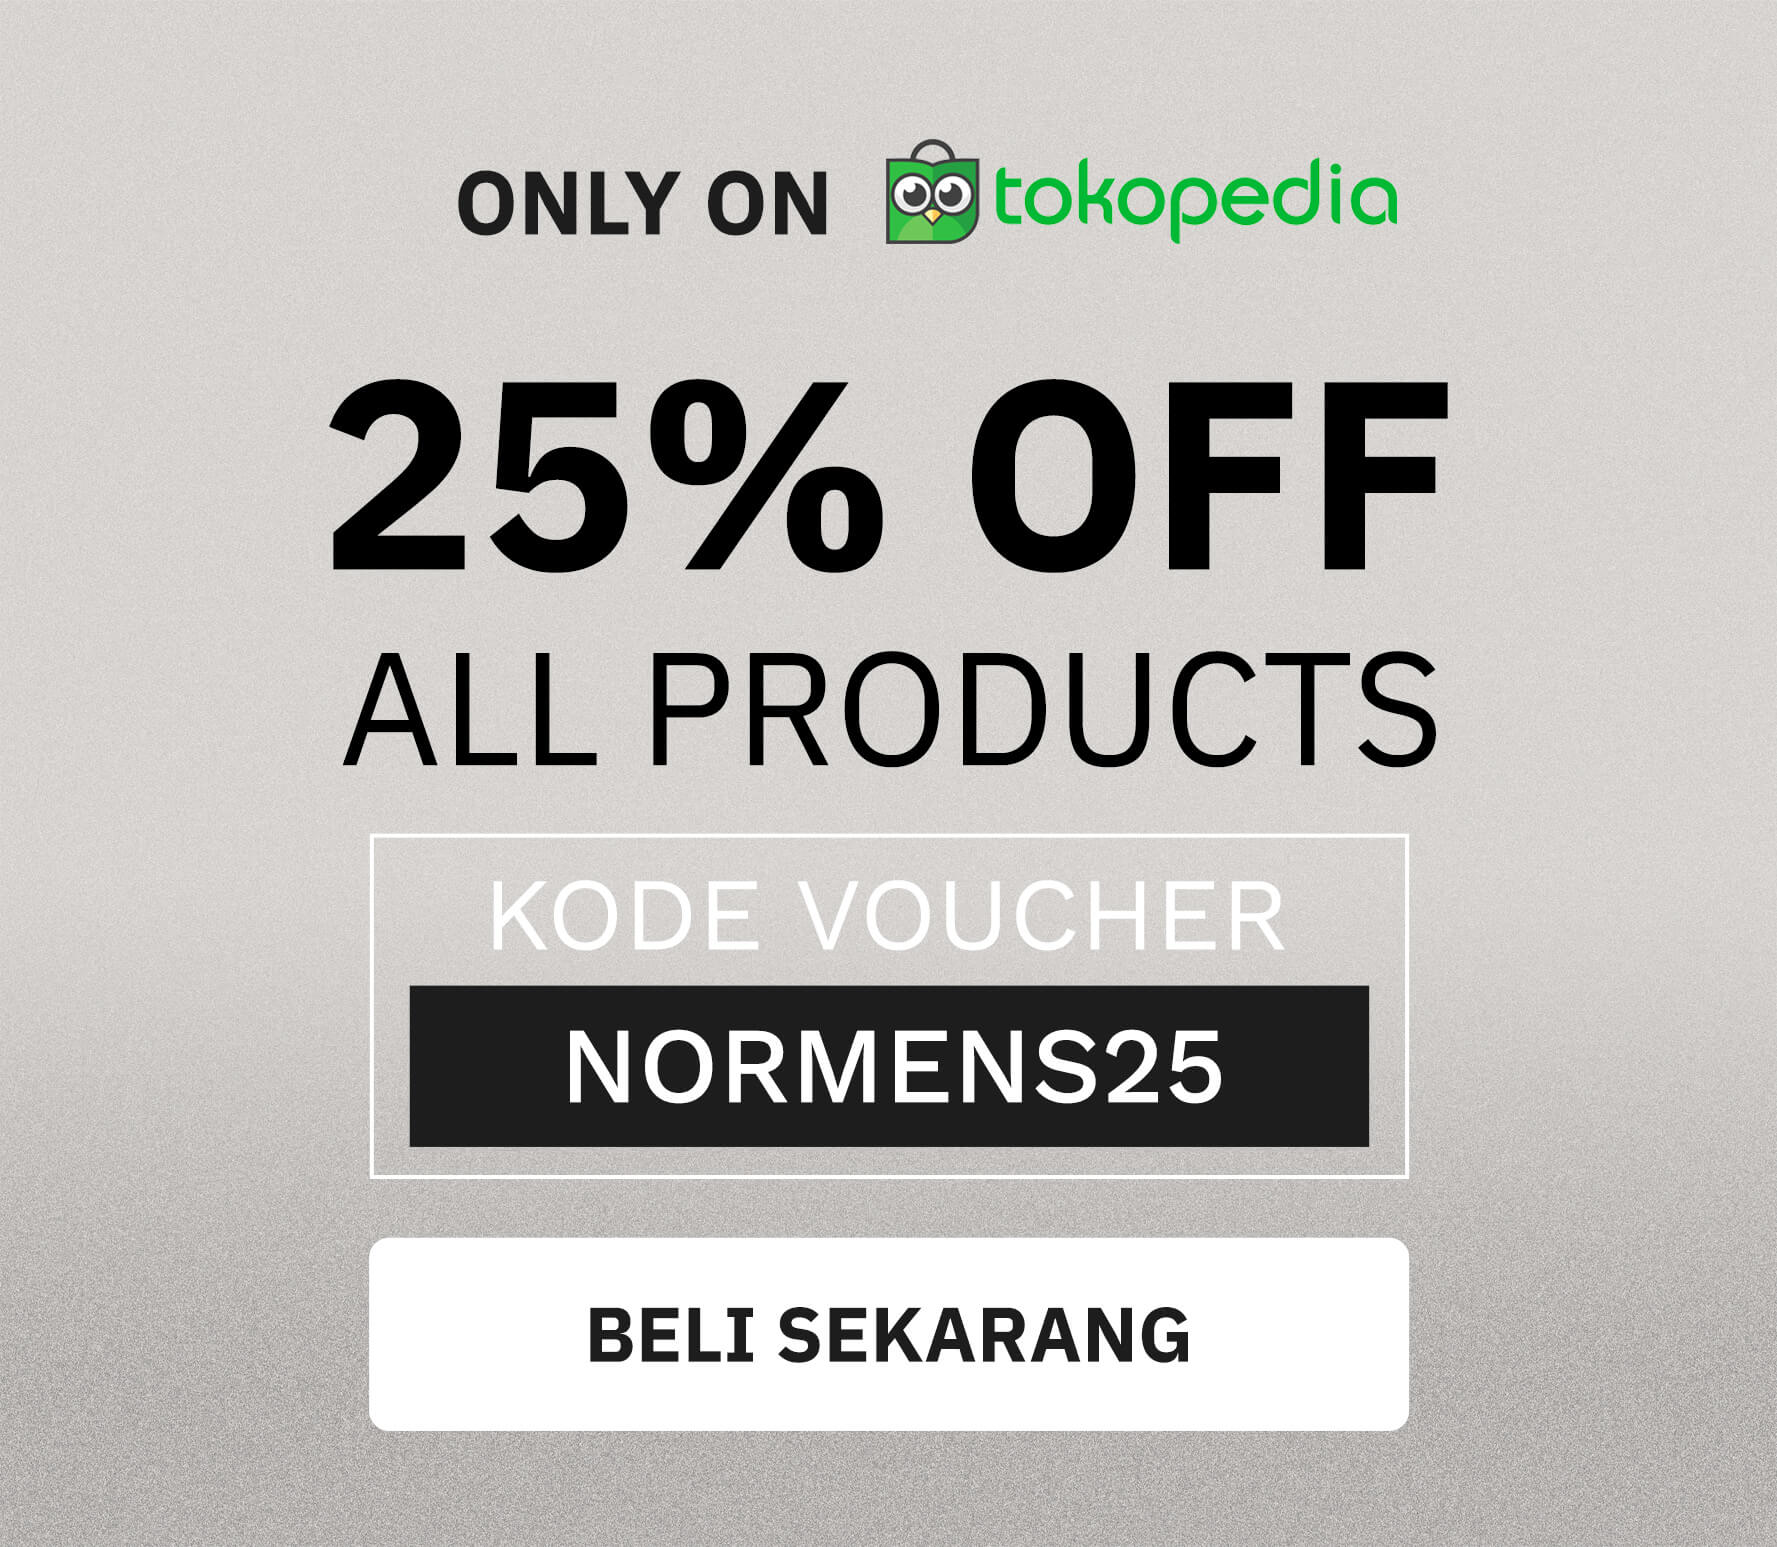 ONLY ON tokopedia
25% OFF
ALL PRODUCTS
KODE VOUCHER
NORMENS25
BELI SEKARANG